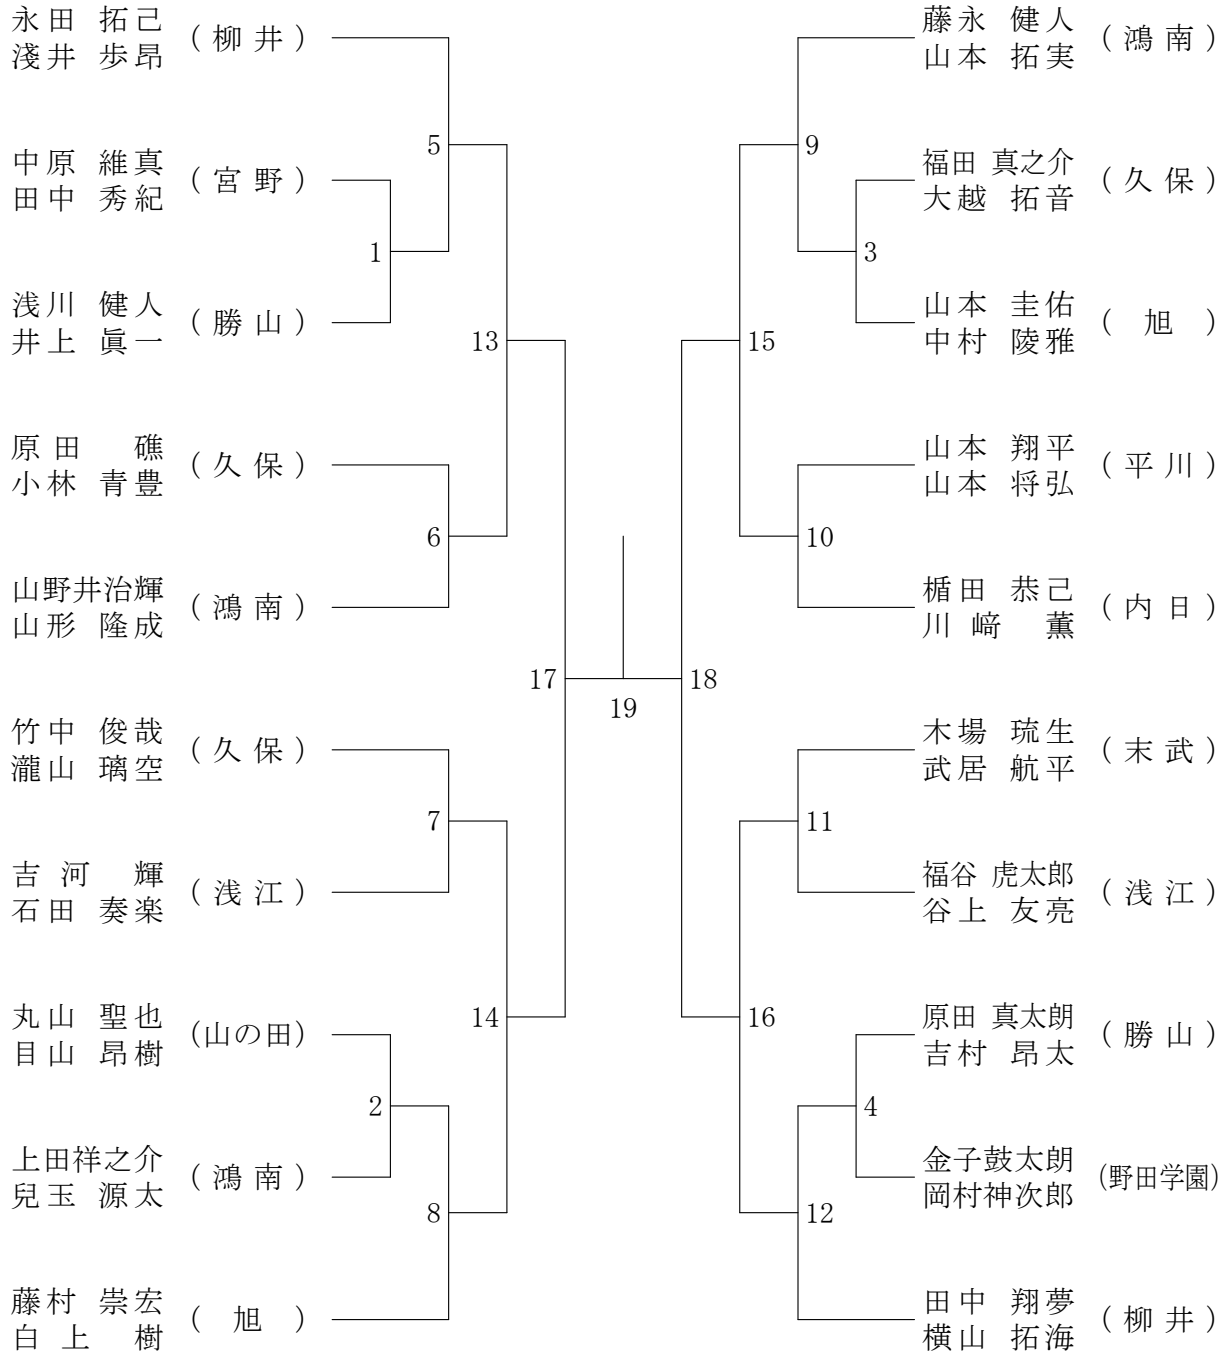 永田 拓己
淺井 歩昂
(柳井)
中原 維真
田中 秀紀
(宮野)
浅川 健人
井上 眞一
(勝山)
原田 礁
小林 青豊
(久保)
山野井治輝
山形 隆成
(鴻南)
竹中 俊哉
瀧山 璃空
(久保)
吉河 輝
石田 奏楽
(浅江)
丸山 聖也
目山 昂樹
(山の田)
上田祥之介
兒玉 源太
(鴻南)
藤村 崇宏
白上 樹
(旭)
5
1
13
6
17
7
14
2
8
19
藤永 健人
山本 拓実
(鴻南)
福田 真之介
大越 拓音
(久保)
山本 圭佑
中村 陵雅
(旭)
山本 翔平
山本 将弘
(平川)
楯田 恭己
川﨑 薫
(内日)
木場 琉生
武居 航平
(末武)
福谷 虎太郎
谷上 友亮
(浅江)
原田 真太朗
吉村 昂太
(勝山)
金子鼓太朗
岡村神次郎
(野田学園)
田中 翔夢
横山 拓海
(柳井)
9
3
15
10
18
11
16
4
12